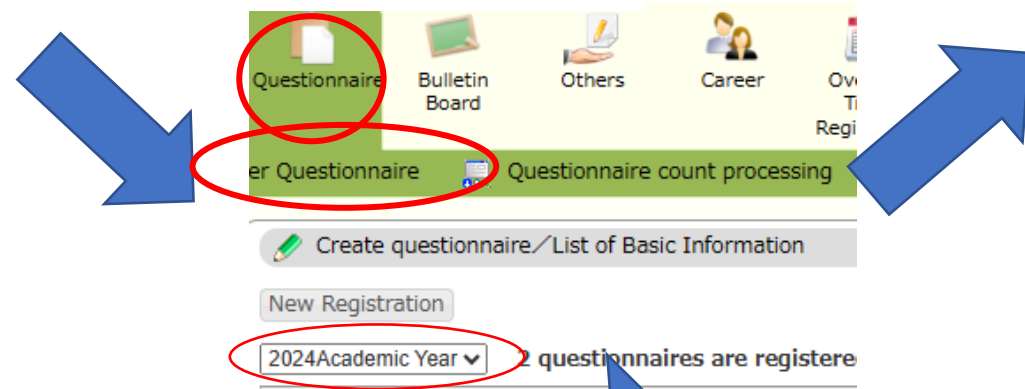 Questionnaire Bulletin Board Others Career
er Questionnaire Questionnaire count processing
Create questionnaire／List of Basic Information
New Registration
2024Academic Year 2 questionnaires are registere